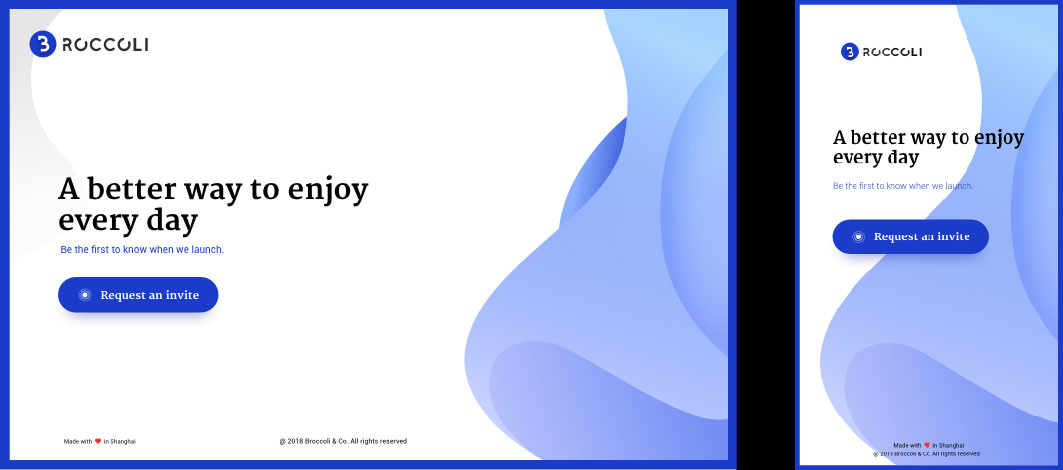 BROCCOLI
A better way to enjoy
every day
Be the first to know when we launch.
Request an invite
Made with ❤ in Shanghai
@ 2018 Broccoli & Co. All rights reserved
BROCCOLI
A better way to enjoy
every day
Be the first to know when we launch.
Request an invite
Made with ❤ in Shanghai
@ 2018 Broccoli & Co. All rights reserved